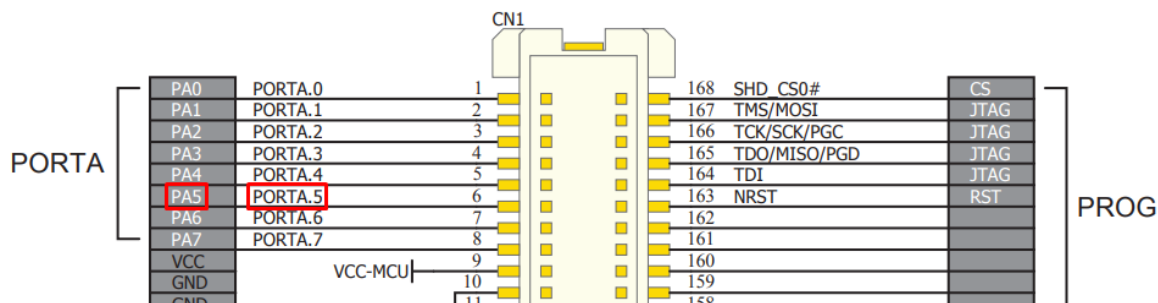 CN1
PA0 PORTA.0 1 168 SHD_CS0# CS
PA1 PORTA.1 2 167 TMS/MOSI JTAG
PA2 PORTA.2 3 166 TCK/SCK/PGC JTAG
PA3 PORTA.3 4 165 TDO/MISO/PGD JTAG
PORTA
PA4 PORTA.4 5 164 TDI JTAG
PA5 PORTA.5 6 163 NRST RST
PROG
PA6 PORTA.6 7 162
PA7 PORTA.7 8 161
VCC VCC-MCU 9 160
GND 10 159
GND 11 158